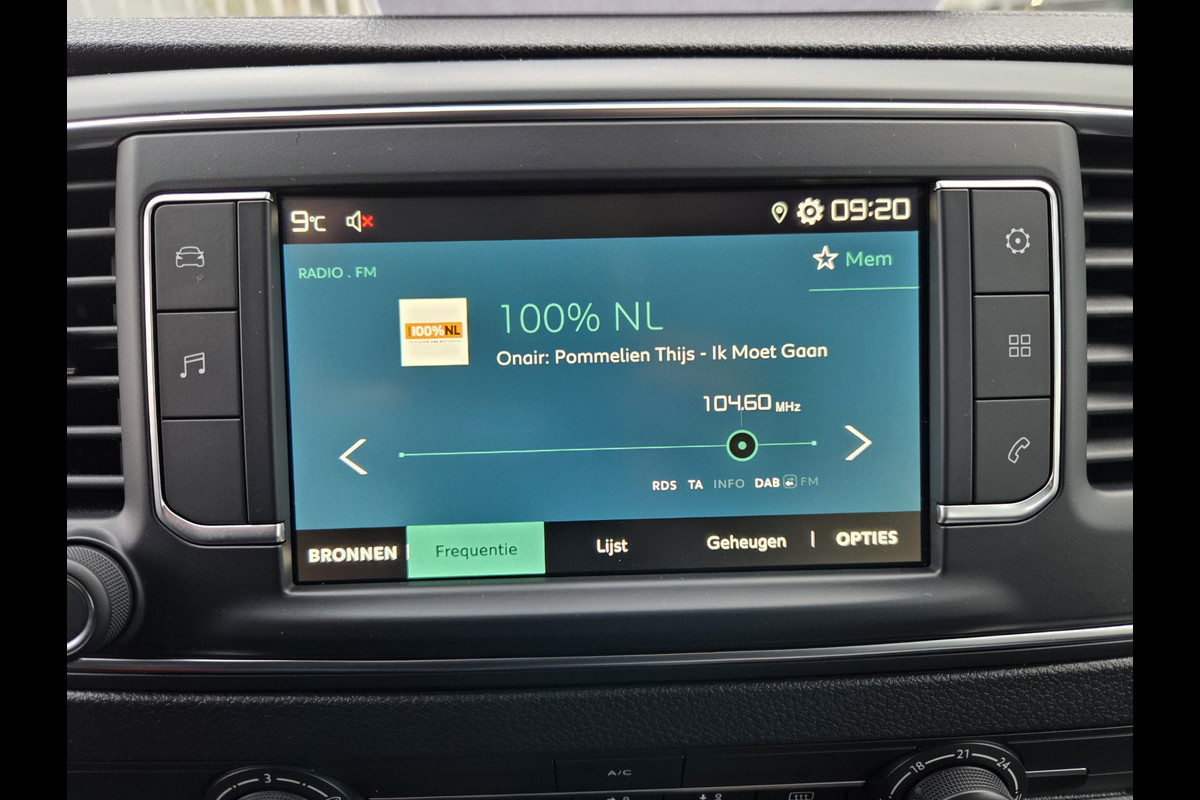 9°C 09:20
RADIO . FM
Mem
100%NL
100% NL
Onair: Pommelien Thijs - Ik Moet Gaan
104.60 MHz
RDS TA INFO DAB FM
BRONNEN Frequentie Lijst Geheugen OPTIES
A/C
3
18 21 24